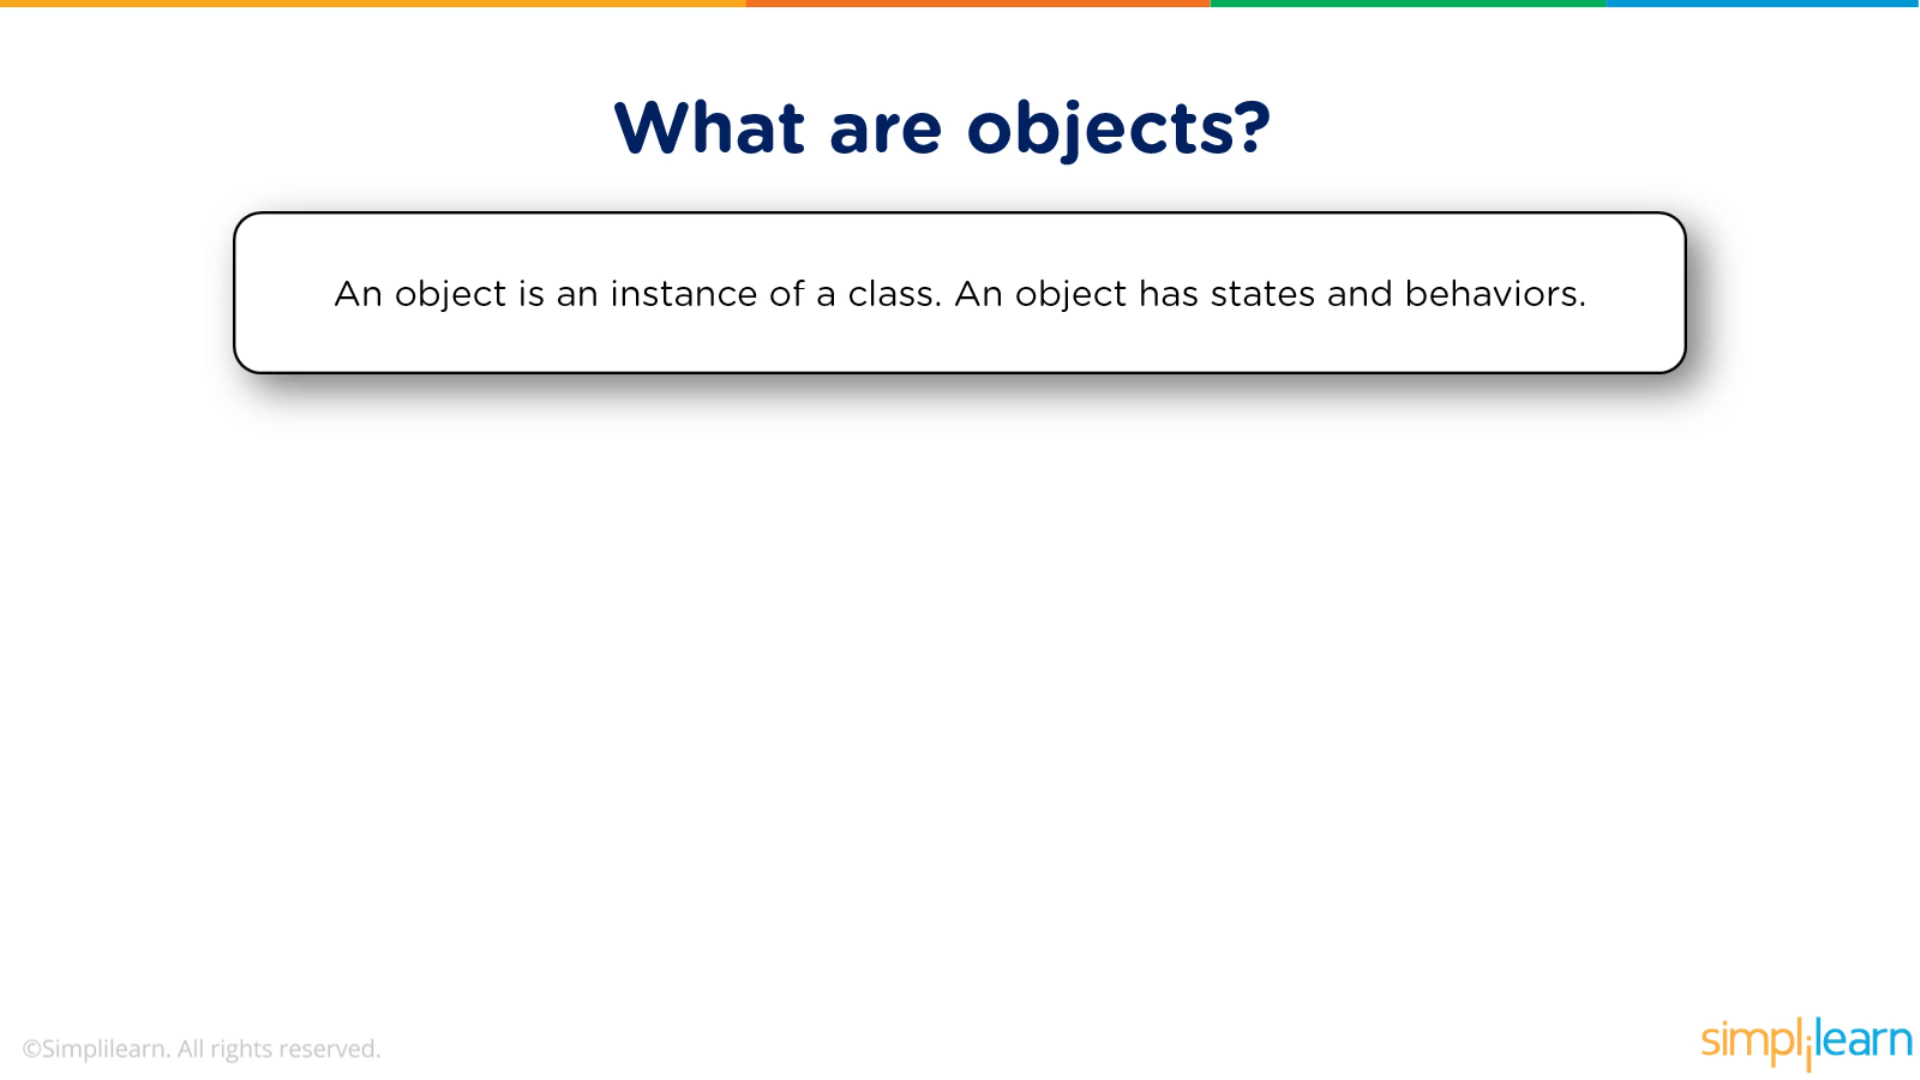 What are objects?
An object is an instance of a class. An object has states and behaviors.
©Simplilearn. All rights reserved.
simplilearn